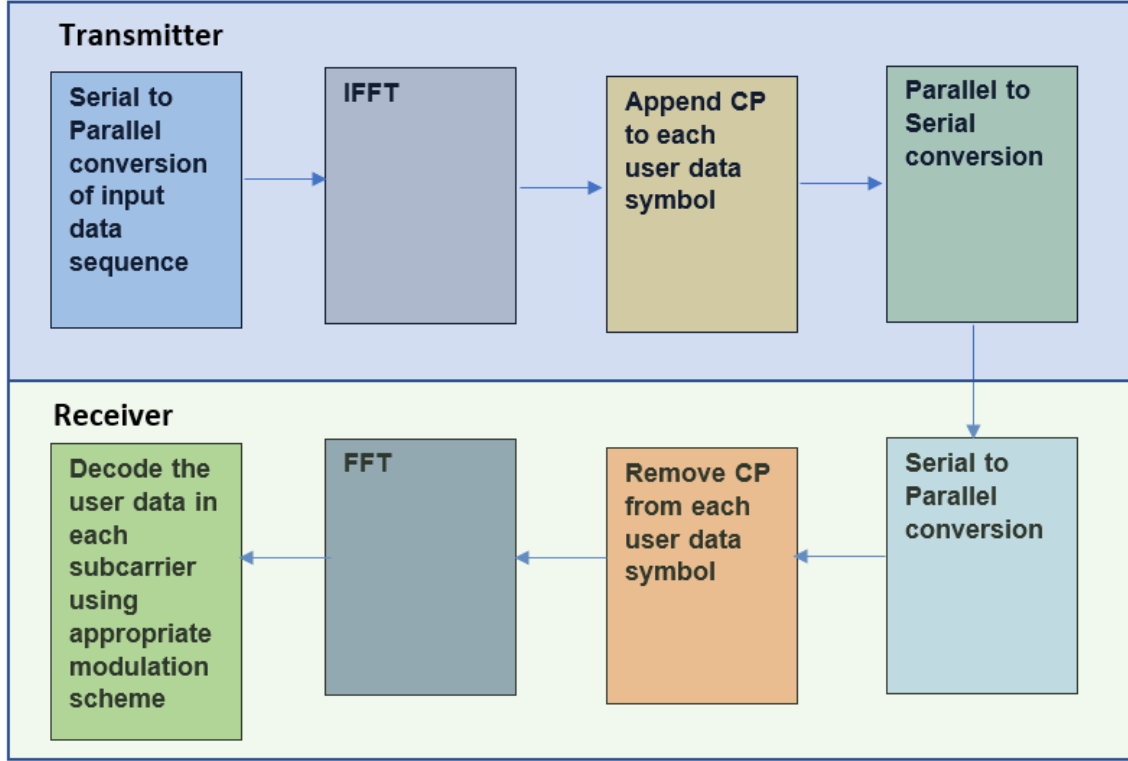 Transmitter
Serial to
Parallel
conversion
of input
data
sequence
IFFT
Append CP
to each
user data
symbol
Parallel to
Serial
conversion
Receiver
Serial to
Parallel
conversion
Remove CP
from each
user data
symbol
FFT
Decode the
user data in
each
subcarrier
using
appropriate
modulation
scheme